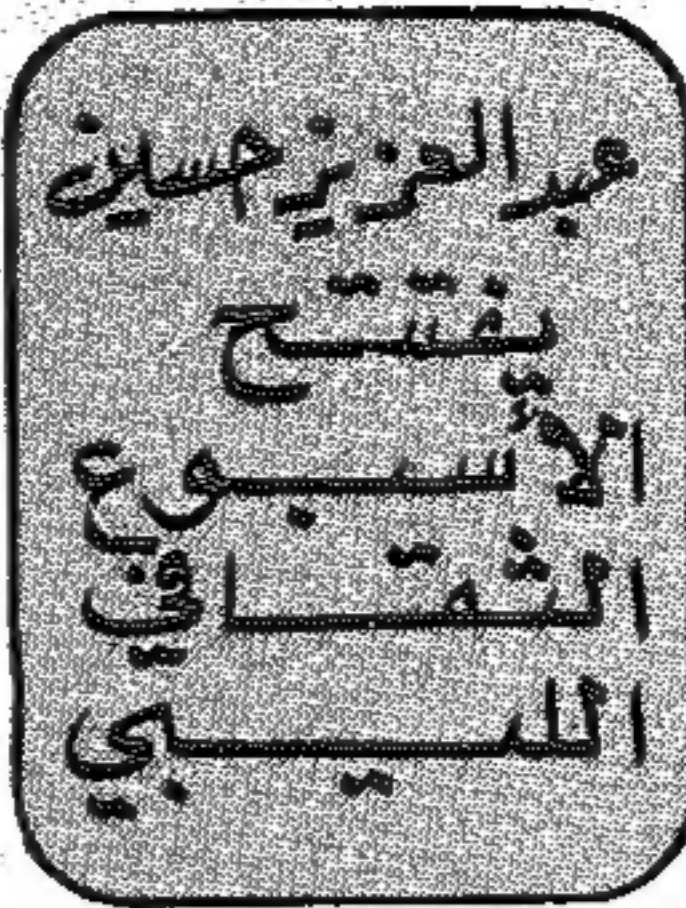 عبدالعزيز حسين
يفتتح
الأسبوع
الثقافي
الليبي